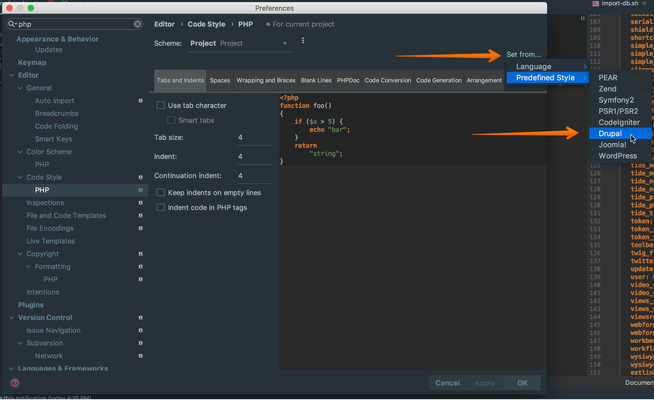 Preferences
import-db.sh
php
Appearance & Behavior
Updates
Keymap
Editor
General
Auto Import
Breadcrumbs
Code Folding
Smart Keys
Color Scheme
PHP
Code Style
PHP
Inspections
File and Code Templates
File Encodings
Live Templates
Copyright
Formatting
PHP
Intentions
Plugins
Version Control
Issue Navigation
Subversion
Network
Languages & Frameworks
Editor › Code Style › PHP For current project
Scheme: Project Project
Set from...
Language
Predefined Style
PEAR
Zend
Symfony2
PSR1/PSR2
CodeIgniter
Drupal
Joomla!
WordPress
Tabs and Indents Spaces Wrapping and Braces Blank Lines PHPDoc Code Conversion Code Generation Arrangement
Use tab character
Smart tabs
Tab size: 4
Indent: 4
Continuation indent: 4
Keep indents on empty lines
Indent code in PHP tags
<?php
function foo()
{
if ($x > 5) {
echo "bar";
}
return
"string";
}
Cancel Apply OK